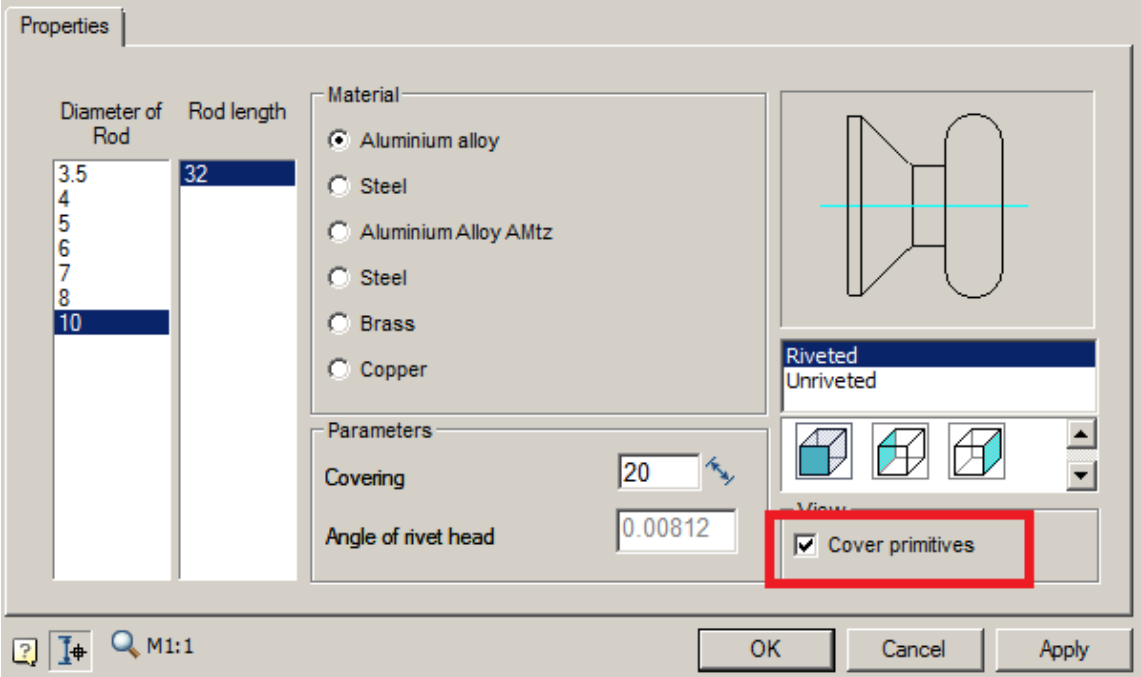 Properties
Diameter of
Rod
Rod length
3.5
4
5
6
7
8
10
32
Material
Aluminium alloy
Steel
Aluminium Alloy AMtz
Steel
Brass
Copper
Parameters
Covering
20
Angle of rivet head
0.00812
Riveted
Unriveted
View
Cover primitives
?
M1:1
OK
Cancel
Apply